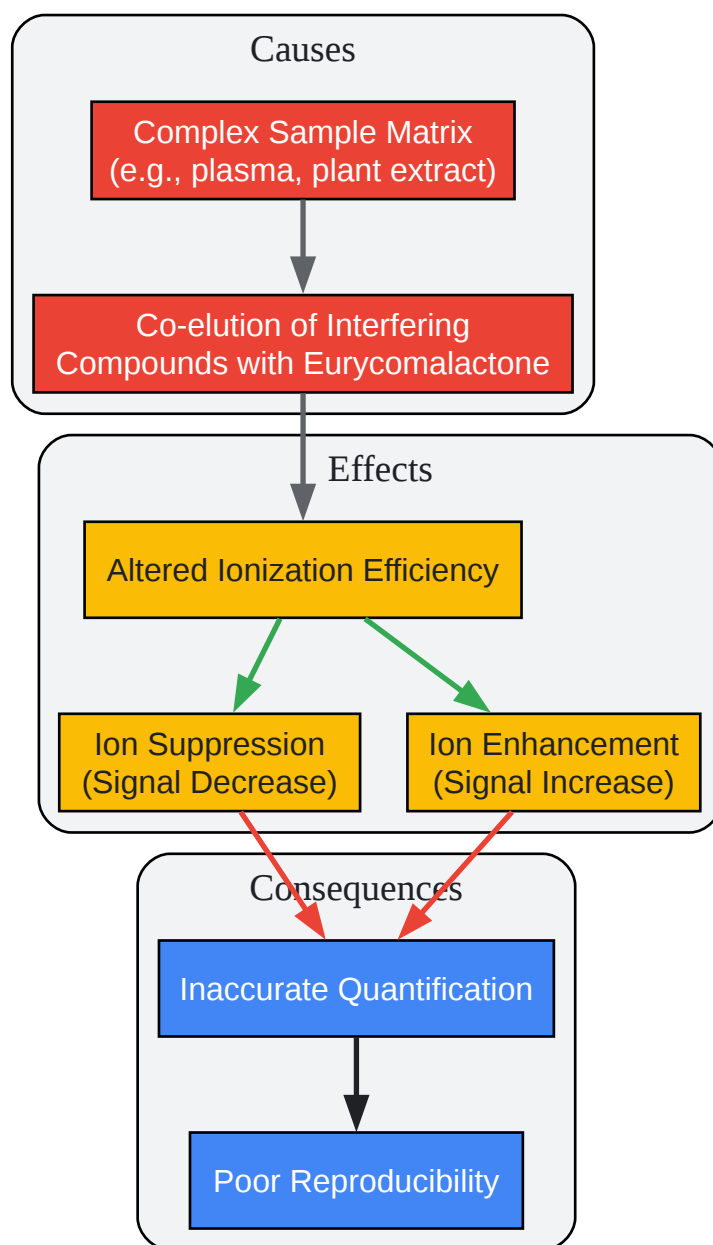 Causes
Complex Sample Matrix
(e.g., plasma, plant extract)
Co-elution of Interfering
Compounds with Eurycomalactone
Effects
Altered Ionization Efficiency
Ion Suppression
(Signal Decrease)
Ion Enhancement
(Signal Increase)
Consequences
Inaccurate Quantification
Poor Reproducibility